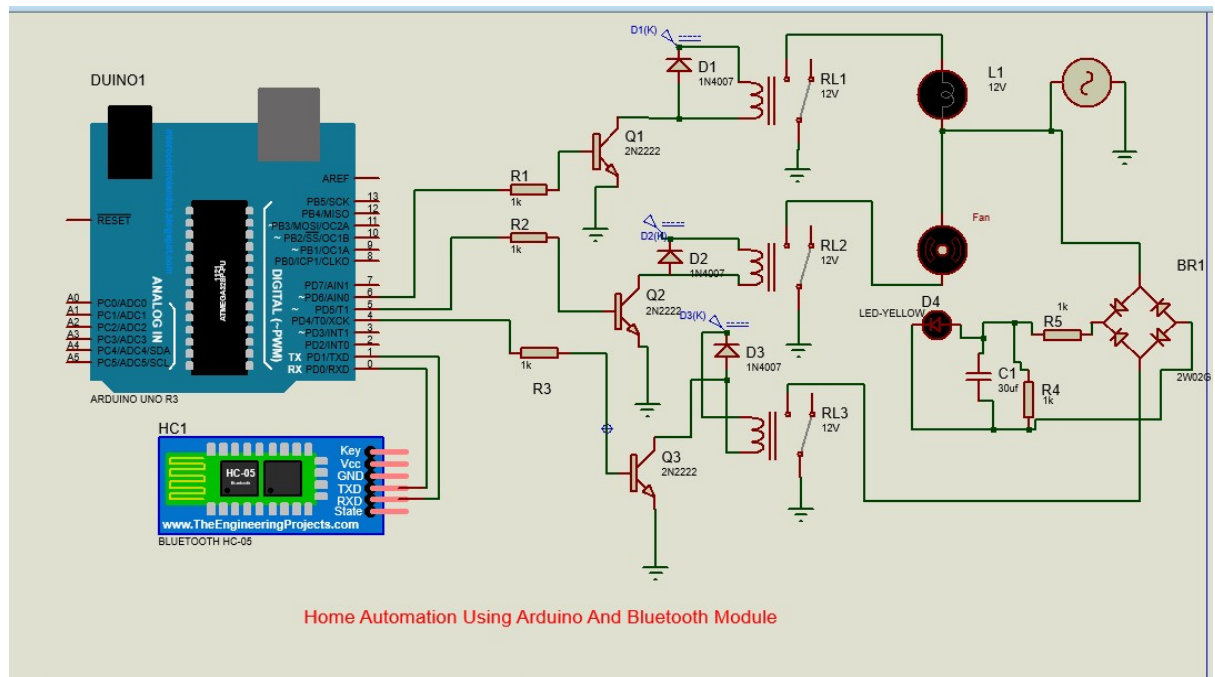 DUINO1
AREF
RESET
PB5/SCK 13
PB4/MISO 12
~PB3/MOSI/OC2A 11
~PB2/SS/OC1B 10
~PB1/OC1A 9
PB0/ICP1/CLKO 8
PD7/AIN1 7
~PD6/AIN0 6
~PD5/T1 5
PD4/T0/XCK 4
~PD3/INT1 3
PD2/INT0 2
TX PD1/TXD 1
RX PD0/RXD 0
DIGITAL (~PWM)
ANALOG IN
A0 PC0/ADC0
A1 PC1/ADC1
A2 PC2/ADC2
A3 PC3/ADC3
A4 PC4/ADC4/SDA
A5 PC5/ADC5/SCL
ARDUINO UNO R3
HC1
HC-05
Bluetooth
Key
Vcc
GND
TXD
RXD
State
www.TheEngineeringProjects.com
BLUETOOTH HC-05
R1
1k
R2
1k
1k
R3
Q1
2N2222
Q2
2N2222
Q3
2N2222
D1(K)
D1
1N4007
D2(K)
D2
1N4007
D3(K)
D3
1N4007
RL1
12V
RL2
12V
RL3
12V
L1
12V
Fan
BR1
2W02G
D4
LED-YELLOW
1k
R5
C1
30uf
R4
1k
Home Automation Using Arduino And Bluetooth Module